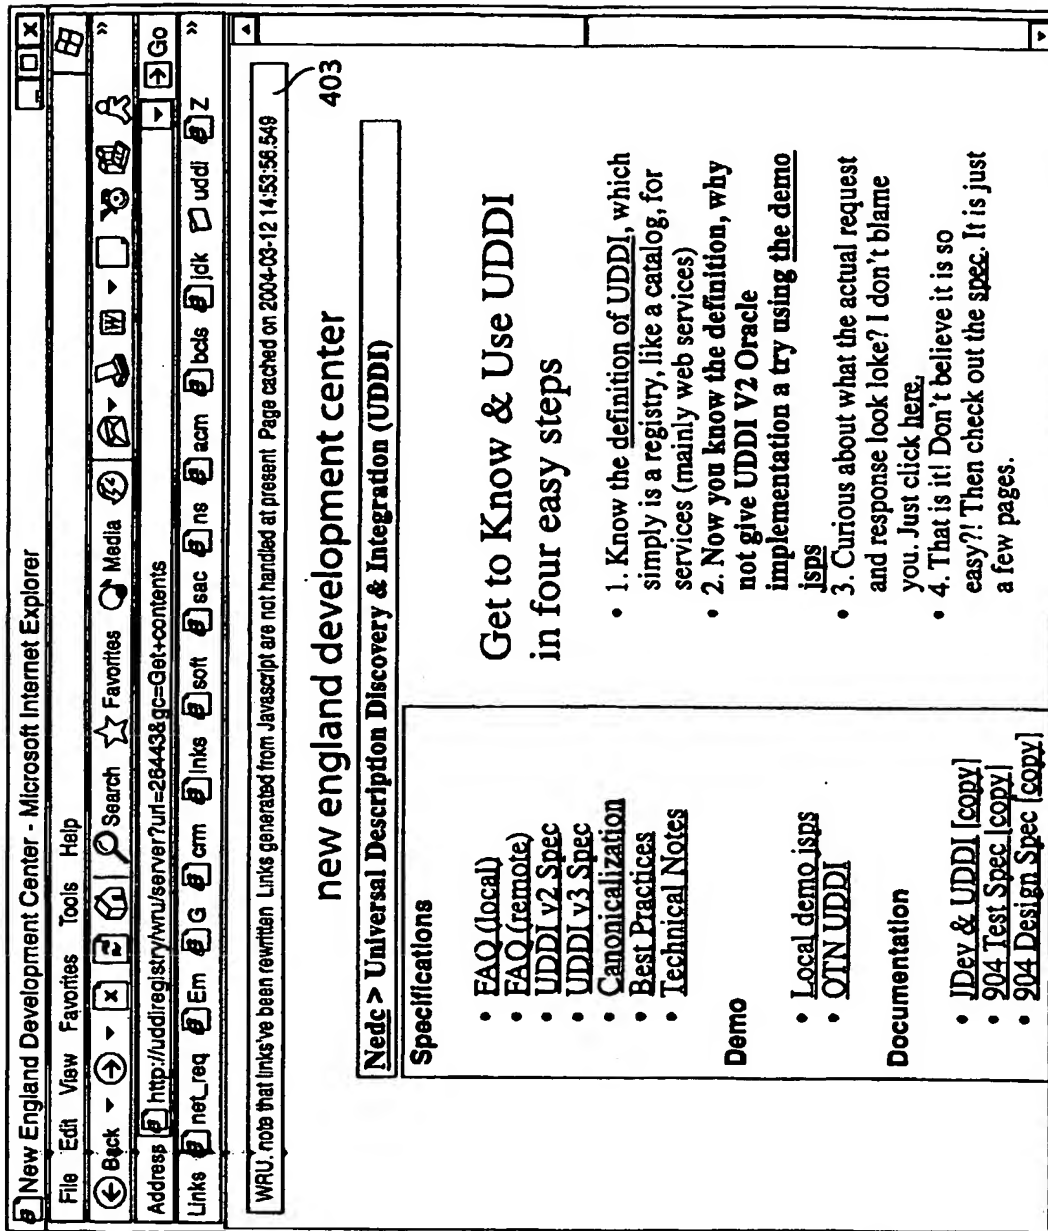 New England Development Center - Microsoft Internet Explorer
File Edit View Favorites Tools Help
Back Search Favorites Media W
Address http://uddiregistry/wru/server?url=28443&gc=Get+contents Go
Links net_req Em G crm lnks soft sac ns acm bcls jdk uddi Z
WRU. note that links've been rewritten Links generated from Javascript are not handled at present Page cached on 2004-03-12 14:53:56.549
403
new england development center
Nedc > Universal Description Discovery & Integration (UDDI)
Specifications
• FAQ (local)
• FAQ (remote)
• UDDI v2 Spec
• UDDI v3 Spec
• Canonicalization
• Best Practices
• Technical Notes
Demo
• Local demo jsps
• OTN UDDI
Documentation
• JDev & UDDI [copy]
• 904 Test Spec [copy]
• 904 Design Spec [copy]
Get to Know & Use UDDI
in four easy steps
• 1. Know the definition of UDDI, which
simply is a registry, like a catalog, for
services (mainly web services)
• 2. Now you know the definition, why
not give UDDI V2 Oracle
implementation a try using the demo
jsps
• 3. Curious about what the actual request
and response look loke? I don't blame
you. Just click here.
• 4. That is it! Don't believe it is so
easy?! Then check out the spec. It is just
a few pages.